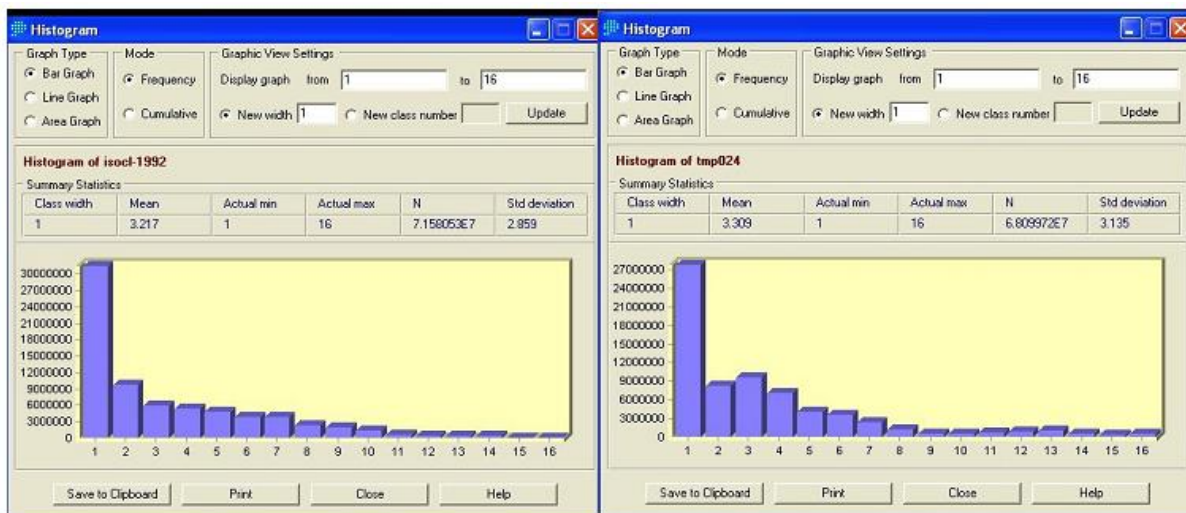 Histogram
Graph Type
Bar Graph
Line Graph
Area Graph
Mode
Frequency
Cumulative
Graphic View Settings
Display graph from 1 to 16
New width 1 New class number Update
Histogram of isocl-1992
Summary Statistics
Class width Mean Actual min Actual max N Std deviation
1 3.217 1 16 7.158053E7 2.859
30000000
27000000
24000000
21000000
18000000
15000000
12000000
9000000
6000000
3000000
0
1 2 3 4 5 6 7 8 9 10 11 12 13 14 15 16
Save to Clipboard Print Close Help
Histogram
Graph Type
Bar Graph
Line Graph
Area Graph
Mode
Frequency
Cumulative
Graphic View Settings
Display graph from 1 to 16
New width 1 New class number Update
Histogram of tmp024
Summary Statistics
Class width Mean Actual min Actual max N Std deviation
1 3.309 1 16 6.809972E7 3.135
27000000
24000000
21000000
18000000
15000000
12000000
9000000
6000000
3000000
0
1 2 3 4 5 6 7 8 9 10 11 12 13 14 15 16
Save to Clipboard Print Close Help